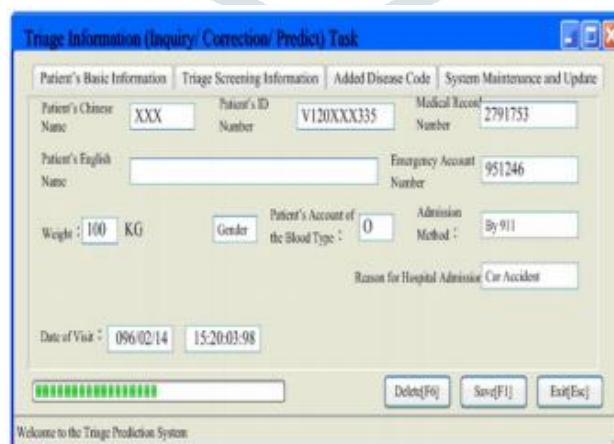 Triage Information (Inquiry/ Correction/ Predict) Task
Patient's Basic Information Triage Screening Information Added Disease Code System Maintenance and Update
Patient's Chinese Name XXX Patient's ID Number V120XXX335 Medical Record Number 2791753
Patient's English Name Emergency Account Number 951246
Weight : 100 KG Gender Patient's Account of the Blood Type : O Admission Method : By 911
Reason for Hospital Admission Car Accident
Date of Visit : 096/02/14 15:20:03:98
Delete[F6] Save[F1] Exit[Esc]
Welcome to the Triage Prediction System